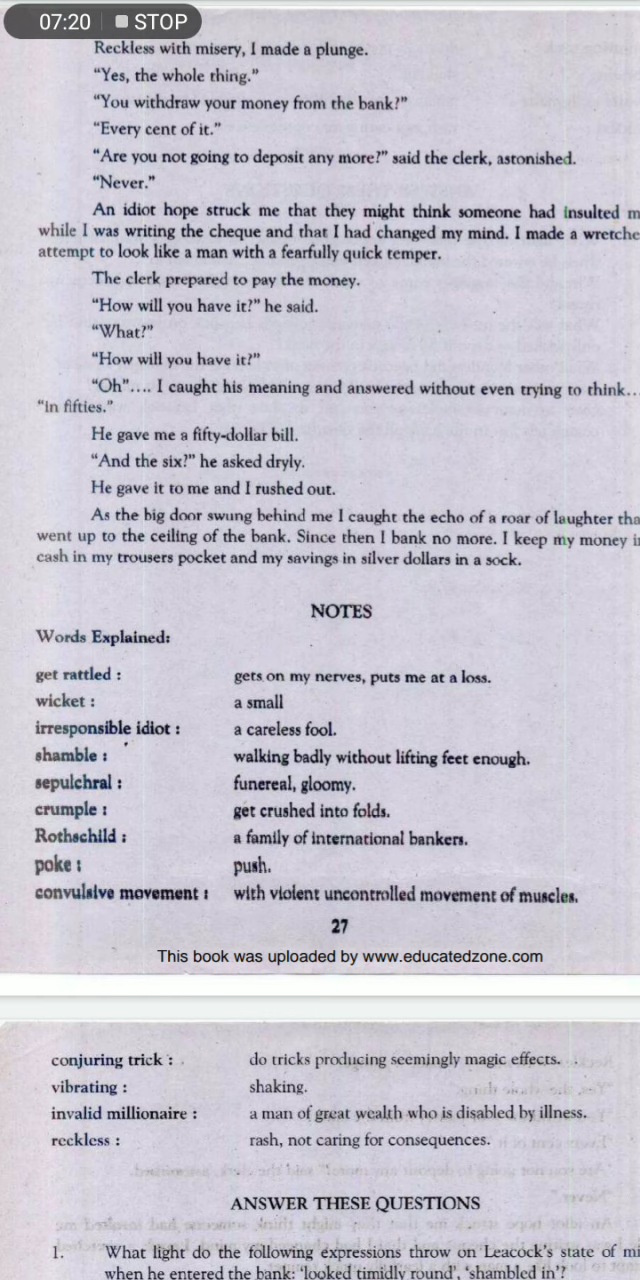 07:20 STOP
Reckless with misery, I made a plunge.
“Yes, the whole thing.”
“You withdraw your money from the bank?”
“Every cent of it.”
“Are you not going to deposit any more?” said the clerk, astonished.
“Never.”
An idiot hope struck me that they might think someone had insulted m
while I was writing the cheque and that I had changed my mind. I made a wretche
attempt to look like a man with a fearfully quick temper.
The clerk prepared to pay the money.
“How will you have it?” he said.
“What?”
“How will you have it?”
“Oh”.... I caught his meaning and answered without even trying to think...
“in fifties.”
He gave me a fifty-dollar bill.
“And the six?” he asked dryly.
He gave it to me and I rushed out.
As the big door swung behind me I caught the echo of a roar of laughter tha
went up to the ceiling of the bank. Since then I bank no more. I keep my money i
cash in my trousers pocket and my savings in silver dollars in a sock.
NOTES
Words Explained:
get rattled : gets on my nerves, puts me at a loss.
wicket : a small
irresponsible idiot : a careless fool.
shamble : walking badly without lifting feet enough.
sepulchral : funereal, gloomy.
crumple : get crushed into folds.
Rothschild : a family of international bankers.
poke : push.
convulsive movement : with violent uncontrolled movement of muscles.
27
This book was uploaded by www.educatedzone.com
conjuring trick : do tricks producing seemingly magic effects.
vibrating : shaking.
invalid millionaire : a man of great wealth who is disabled by illness.
reckless : rash, not caring for consequences.
ANSWER THESE QUESTIONS
1. What light do the following expressions throw on Leacock's state of mi
when he entered the bank: 'looked timidly round', 'shambled in'?